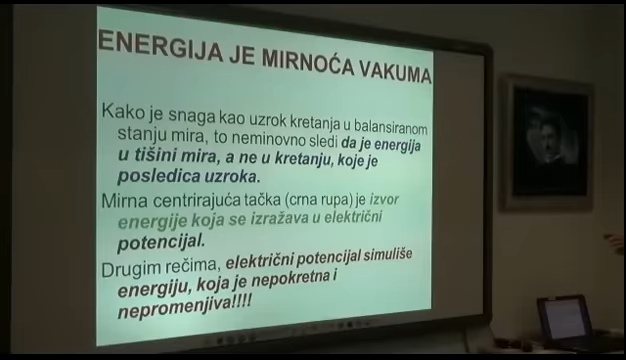 ENERGIJA JE MIRNOĆA VAKUMA
Kako je snaga kao uzrok kretanja u balansiranom
stanju mira, to neminovno sledi da je energija
u tišini mira, a ne u kretanju, koje je
posledica uzroka.
Mirna centrirajuća tačka (crna rupa) je izvor
energije koja se izražava u električni
potencijal.
Drugim rečima, električni potencijal simuliše
energiju, koja je nepokretna i
nepromenjiva!!!!